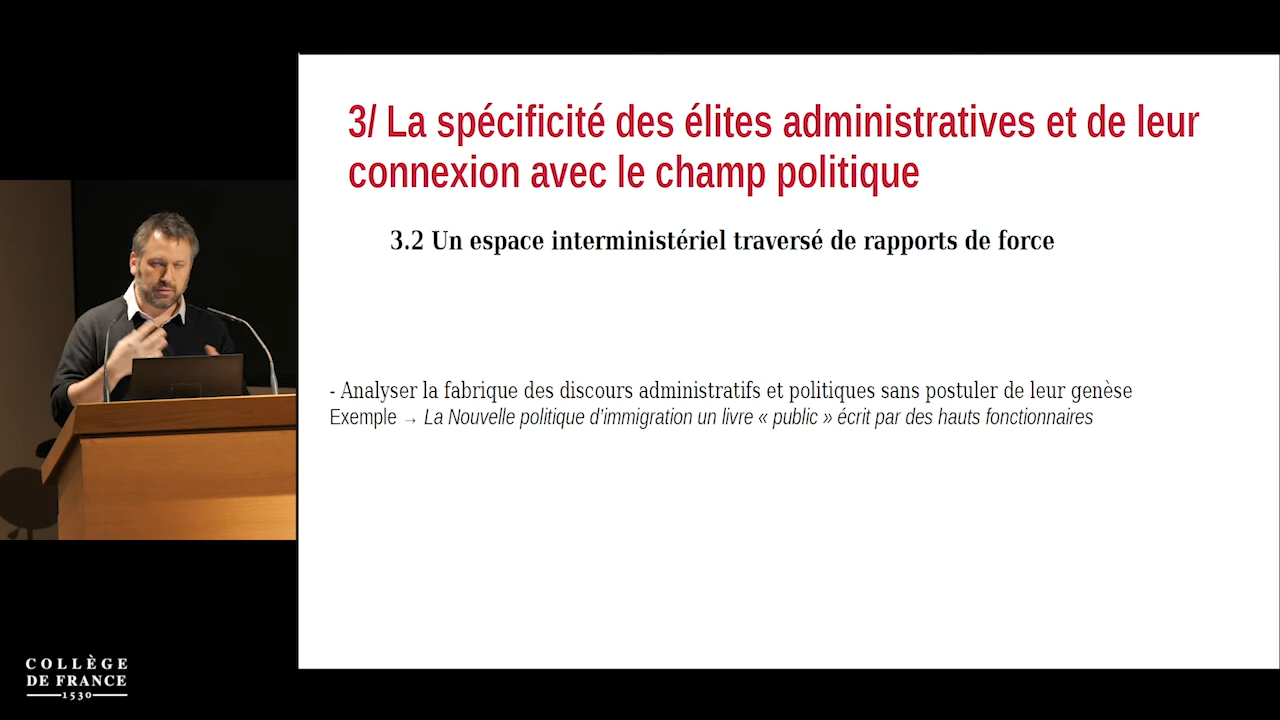 3/ La spécificité des élites administratives et de leur
connexion avec le champ politique
3.2 Un espace interministériel traversé de rapports de force
- Analyser la fabrique des discours administratifs et politiques sans postuler de leur genèse
Exemple → La Nouvelle politique d’immigration un livre « public » écrit par des hauts fonctionnaires
COLLÈGE
DE FRANCE
1530